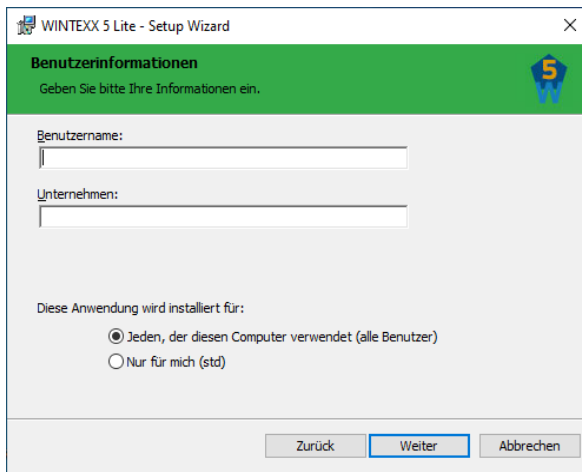 WINTEXX 5 Lite - Setup Wizard
Benutzerinformationen
Geben Sie bitte Ihre Informationen ein.
5
W
Benutzername:
Unternehmen:
Diese Anwendung wird installiert für:
Jeden, der diesen Computer verwendet (alle Benutzer)
Nur für mich (std)
Zurück Weiter Abbrechen